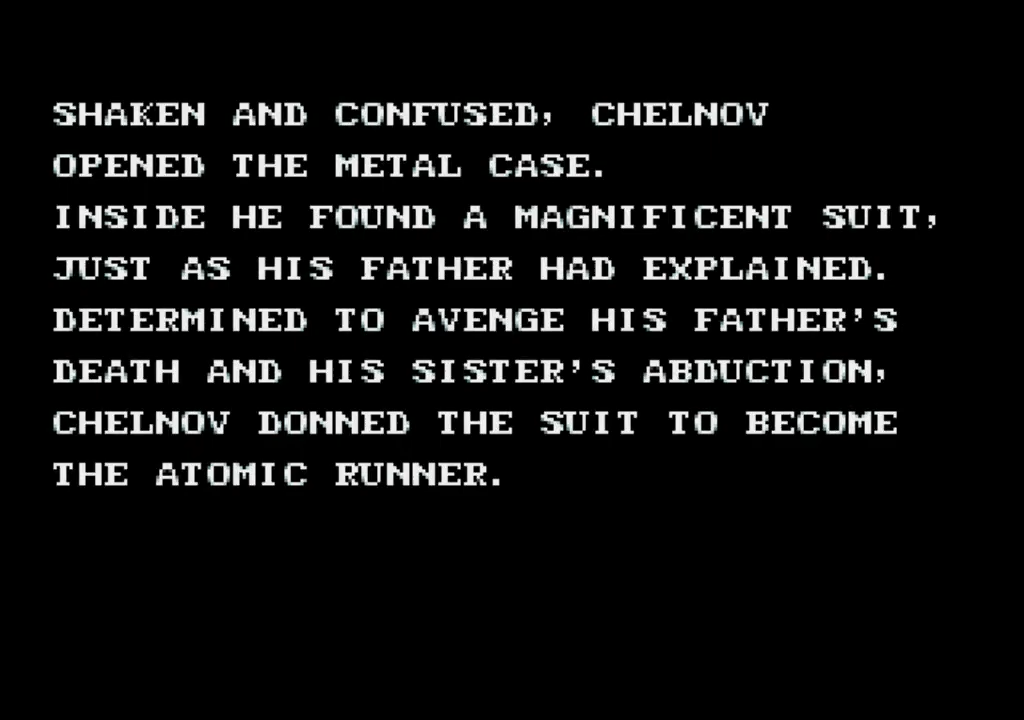 SHAKEN AND CONFUSED, CHELNOV
OPENED THE METAL CASE.
INSIDE HE FOUND A MAGNIFICENT SUIT,
JUST AS HIS FATHER HAD EXPLAINED.
DETERMINED TO AVENGE HIS FATHER'S
DEATH AND HIS SISTER'S ABDUCTION,
CHELNOV DONNED THE SUIT TO BECOME
THE ATOMIC RUNNER.